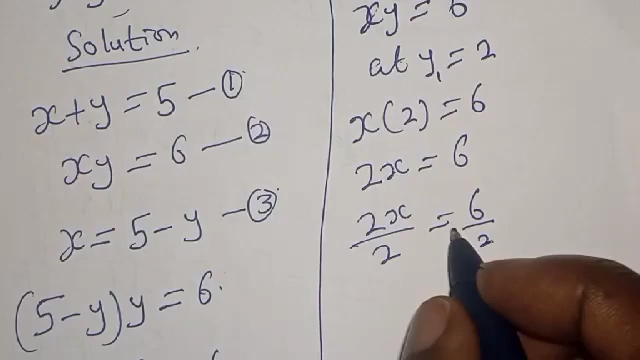 Solution.
x+y=5 — ①
xy = 6 — ②
x = 5-y — ③
(5-y)y = 6.
xy = 6
at y₁ = 2
x(2) = 6
2x = 6
2x/2 = 6/2